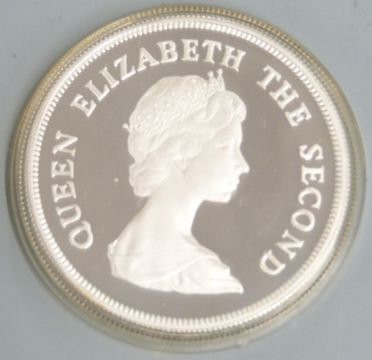 QUEEN ELIZABETH THE SECOND